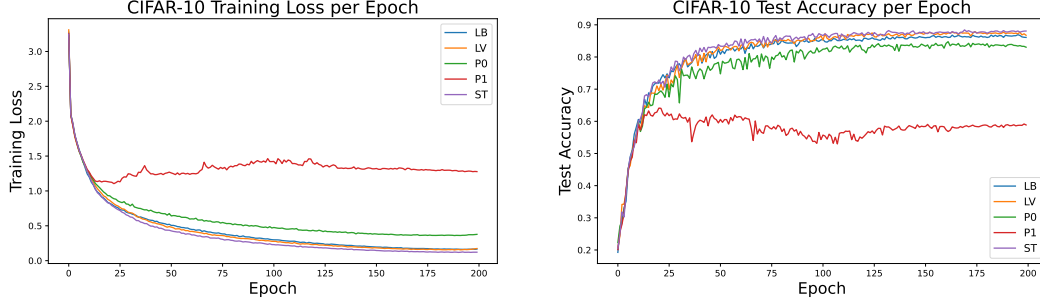 CIFAR-10 Training Loss per Epoch
Training Loss
3.0
2.5
2.0
1.5
1.0
0.5
0.0
0
25
50
75
100
125
150
175
200
Epoch
LB
LV
P0
P1
ST
CIFAR-10 Test Accuracy per Epoch
Test Accuracy
0.9
0.8
0.7
0.6
0.5
0.4
0.3
0.2
0
25
50
75
100
125
150
175
200
Epoch
LB
LV
P0
P1
ST